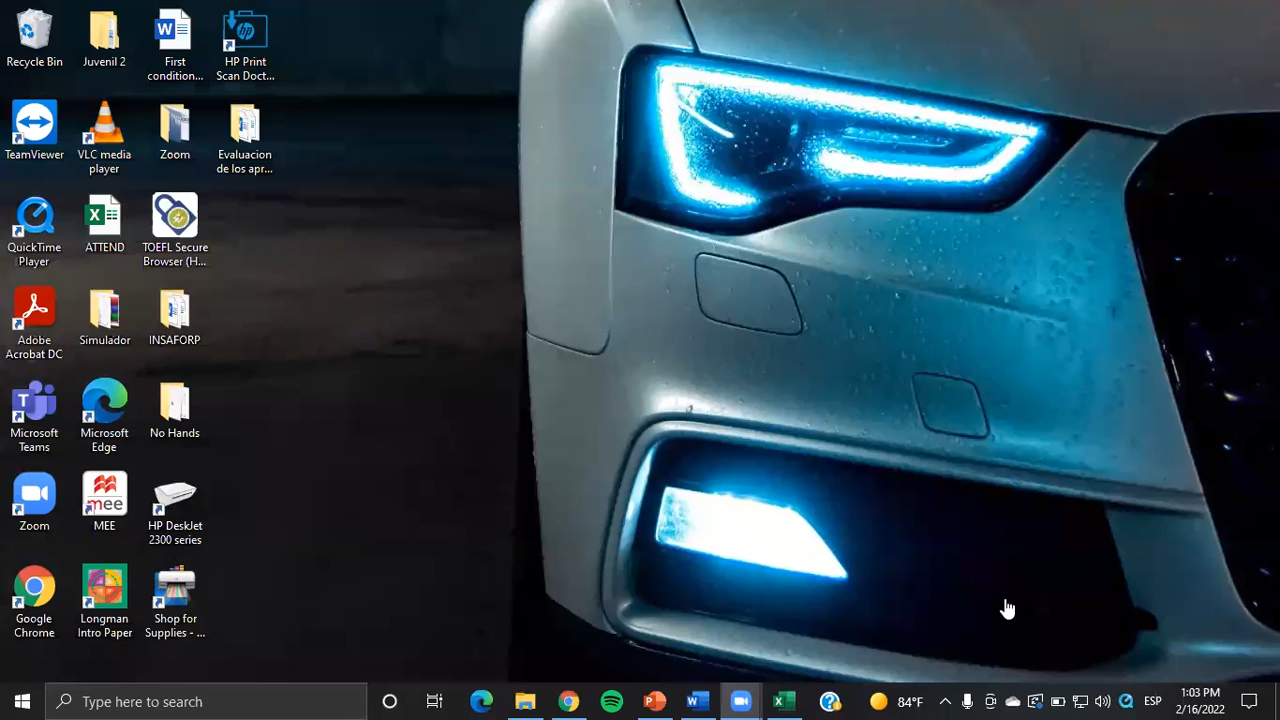 Recycle Bin
Juvenil 2
First
condition...
HP Print
Scan Doct...
TeamViewer
VLC media
player
Zoom
Evaluacion
de los apr...
QuickTime
Player
ATTEND
TOEFL Secure
Browser (H...
Adobe
Acrobat DC
Simulador
INSAFORP
Microsoft
Teams
Microsoft
Edge
No Hands
Zoom
mee
MEE
HP DeskJet
2300 series
Google
Chrome
Longman
Intro Paper
Shop for
Supplies - ...
Type here to search
84°F
ESP
1:03 PM
2/16/2022